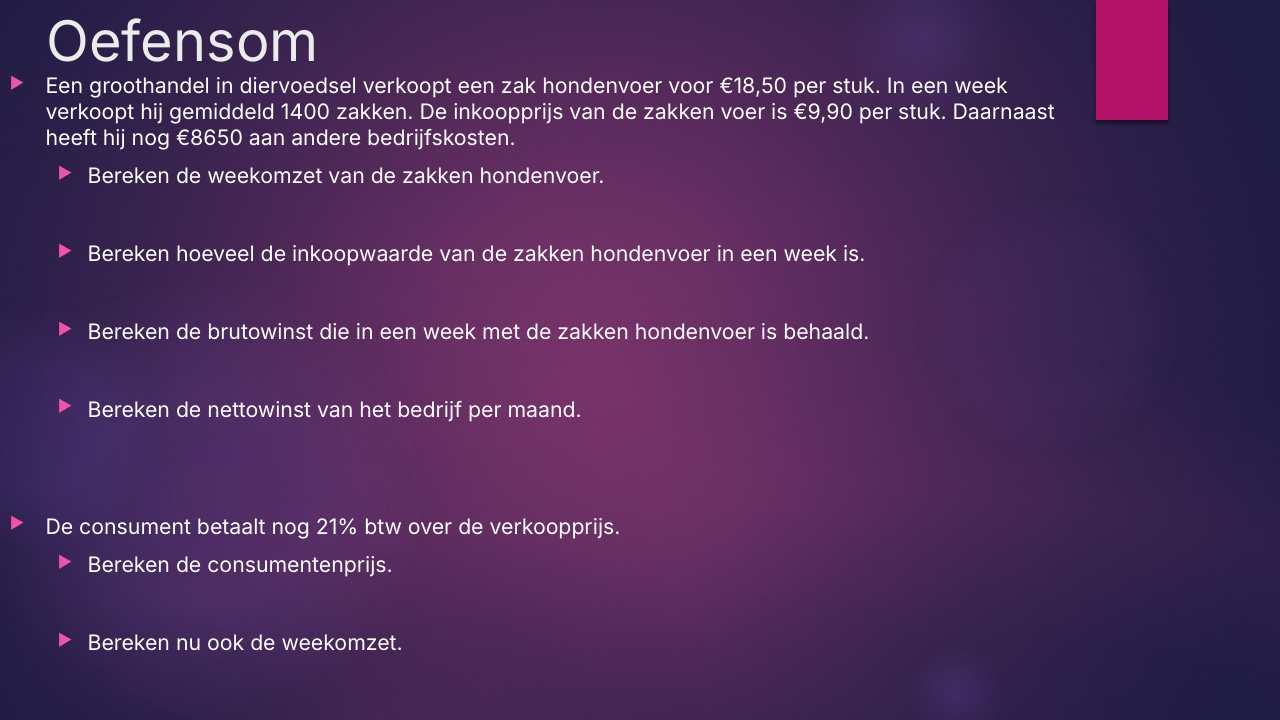 Oefensom
Een groothandel in diervoedsel verkoopt een zak hondenvoer voor €18,50 per stuk. In een week
verkoopt hij gemiddeld 1400 zakken. De inkoopprijs van de zakken voer is €9,90 per stuk. Daarnaast
heeft hij nog €8650 aan andere bedrijfskosten.
Bereken de weekomzet van de zakken hondenvoer.
Bereken hoeveel de inkoopwaarde van de zakken hondenvoer in een week is.
Bereken de brutowinst die in een week met de zakken hondenvoer is behaald.
Bereken de nettowinst van het bedrijf per maand.
De consument betaalt nog 21% btw over de verkoopprijs.
Bereken de consumentenprijs.
Bereken nu ook de weekomzet.